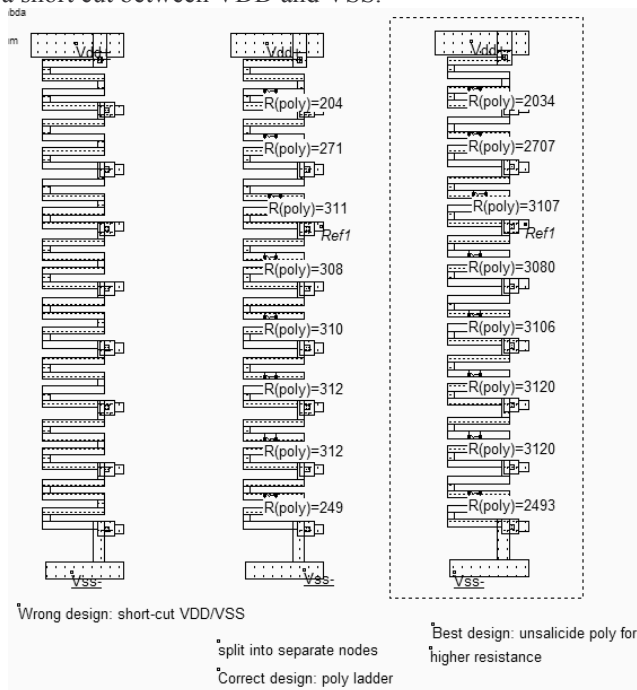 a short cut between VDD and VSS.
bda
m
Vdd+ Vdd+ Vdd+
R(poly)=204 R(poly)=2034
R(poly)=271 R(poly)=2707
R(poly)=311 R(poly)=3107
Ref1 Ref1
R(poly)=308 R(poly)=3080
R(poly)=310 R(poly)=3106
R(poly)=312 R(poly)=3120
R(poly)=312 R(poly)=3120
R(poly)=249 R(poly)=2493
Vss- Vss- Vss-
Wrong design: short-cut VDD/VSS
split into separate nodes
Correct design: poly ladder
Best design: unsalicide poly for
higher resistance